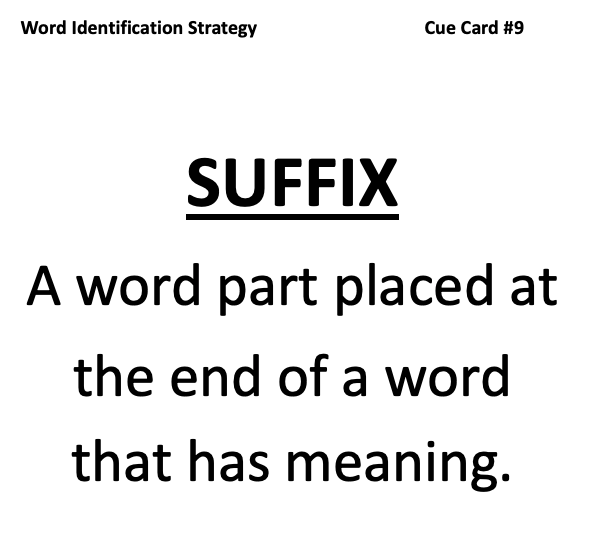 Word Identification Strategy Cue Card #9
SUFFIX
A word part placed at
the end of a word
that has meaning.